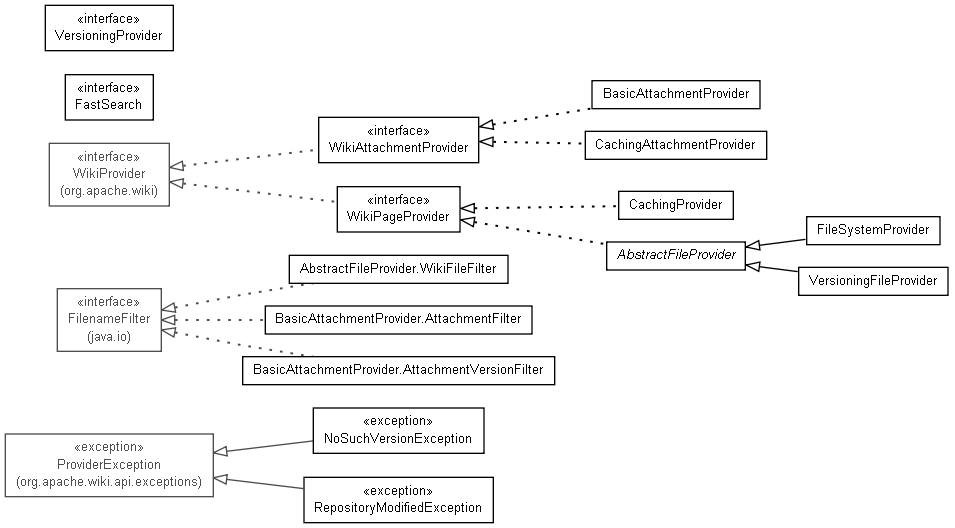 «interface»
VersioningProvider
«interface»
FastSearch
«interface»
WikiProvider
(org.apache.wiki)
«interface»
WikiAttachmentProvider
BasicAttachmentProvider
CachingAttachmentProvider
«interface»
WikiPageProvider
CachingProvider
AbstractFileProvider
FileSystemProvider
VersioningFileProvider
«interface»
FilenameFilter
(java.io)
AbstractFileProvider.WikiFileFilter
BasicAttachmentProvider.AttachmentFilter
BasicAttachmentProvider.AttachmentVersionFilter
«exception»
ProviderException
(org.apache.wiki.api.exceptions)
«exception»
NoSuchVersionException
«exception»
RepositoryModifiedException